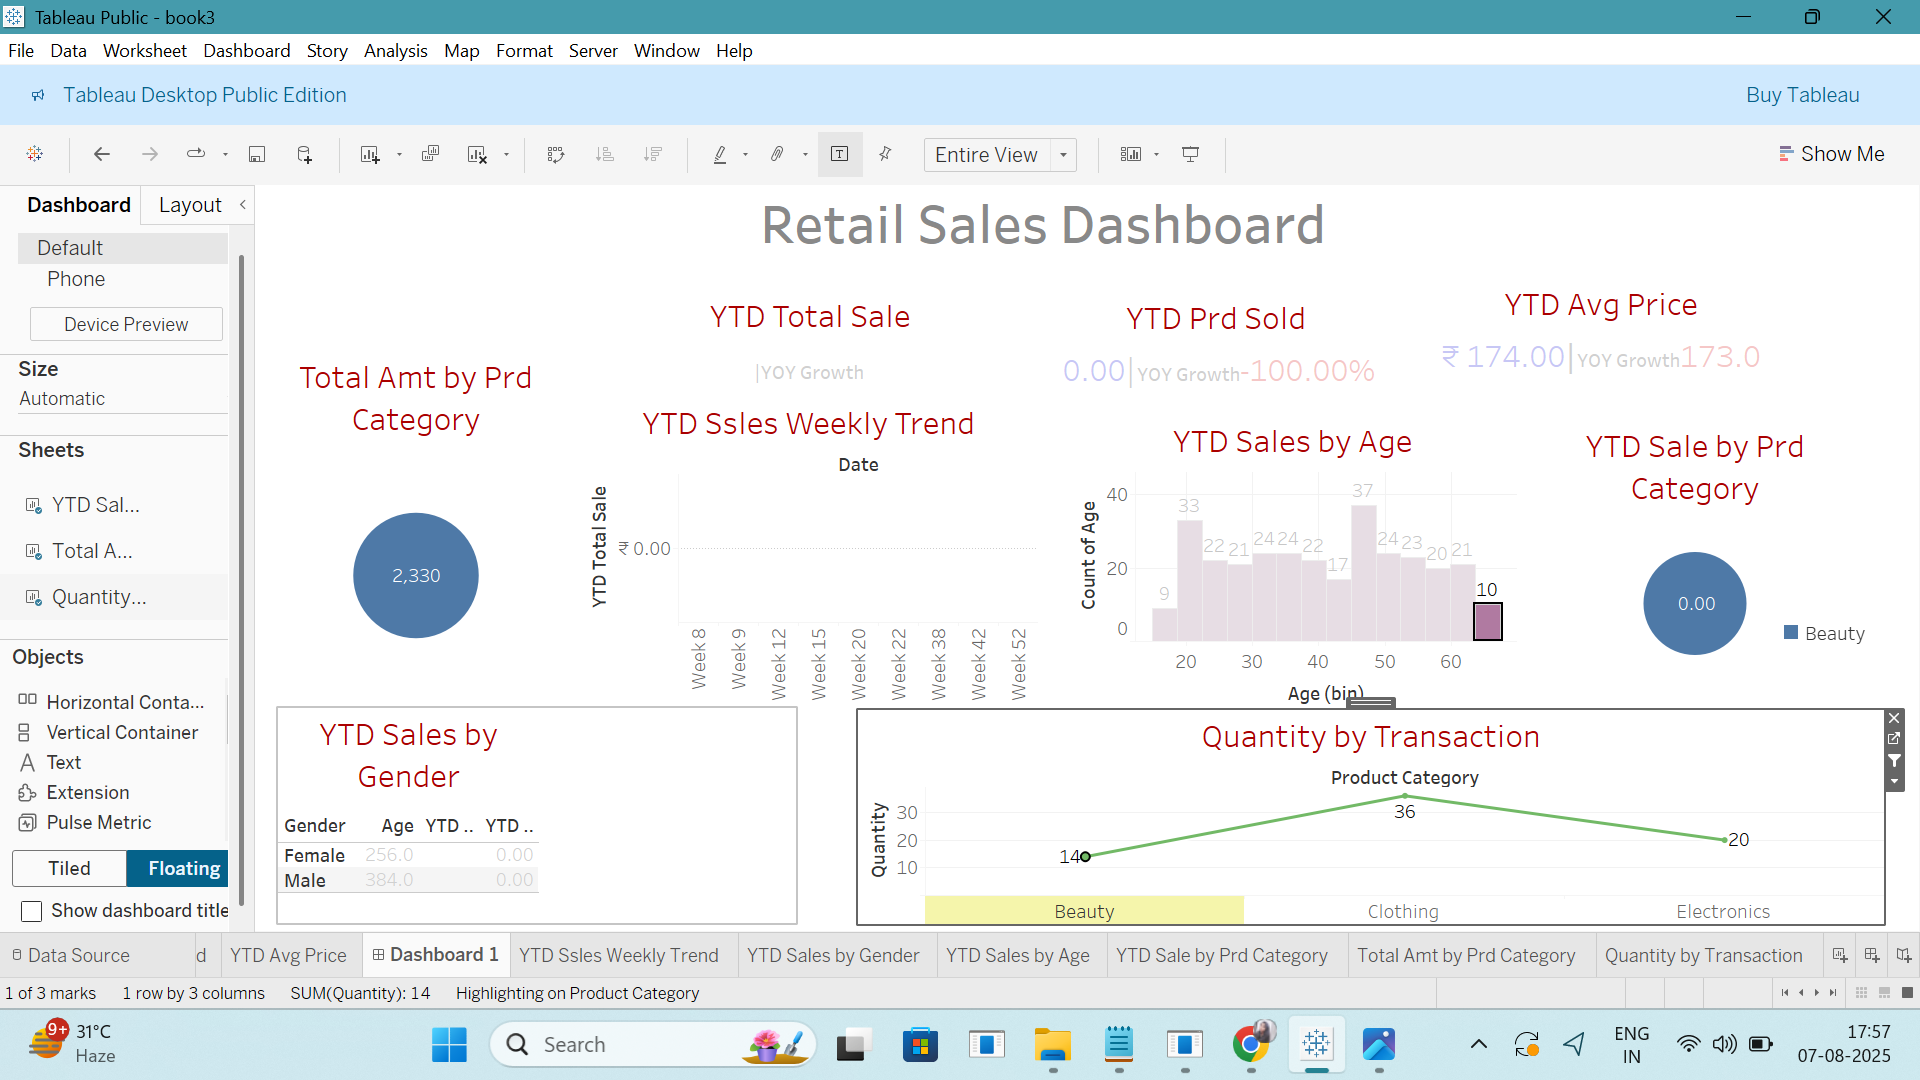 Tableau Public - book3
File Data Worksheet Dashboard Story Analysis Map Format Server Window Help
Tableau Desktop Public Edition
Buy Tableau
Entire View
Show Me
Dashboard
Layout
Default
Phone
Device Preview
Size
Automatic
Sheets
YTD Sal...
Total A...
Quantity...
Objects
Horizontal Conta...
Vertical Container
Text
Extension
Pulse Metric
Tiled
Floating
Show dashboard title
Retail Sales Dashboard
YTD Total Sale
|YOY Growth
YTD Prd Sold
0.00|YOY Growth-100.00%
YTD Avg Price
₹ 174.00|YOY Growth173.0
Total Amt by Prd
Category
2,330
YTD Ssles Weekly Trend
Date
YTD Total Sale
₹ 0.00
Week 8
Week 9
Week 12
Week 15
Week 20
Week 22
Week 38
Week 42
Week 52
YTD Sales by Age
Count of Age
40
20
0
9
33
22
21
24
24
22
17
37
24
23
20
21
10
20 30 40 50 60
Age (bin)
YTD Sale by Prd
Category
0.00
Beauty
YTD Sales by
Gender
Gender Age YTD .. YTD ..
Female 256.0 0.00
Male 384.0 0.00
Quantity by Transaction
Product Category
Quantity
30
20
10
14
36
20
Beauty Clothing Electronics
Data Source d YTD Avg Price Dashboard 1 YTD Ssles Weekly Trend YTD Sales by Gender YTD Sales by Age YTD Sale by Prd Category Total Amt by Prd Category Quantity by Transaction
1 of 3 marks 1 row by 3 columns SUM(Quantity): 14 Highlighting on Product Category
9+
31°C
Haze
Search
ENG
IN
17:57
07-08-2025